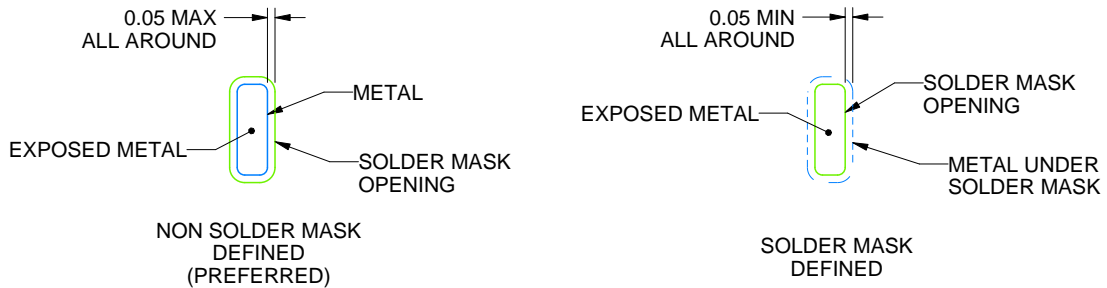 0.05 MAX
ALL AROUND
METAL
EXPOSED METAL
SOLDER MASK
OPENING
NON SOLDER MASK
DEFINED
(PREFERRED)
0.05 MIN
ALL AROUND
SOLDER MASK
OPENING
EXPOSED METAL
METAL UNDER
SOLDER MASK
SOLDER MASK
DEFINED